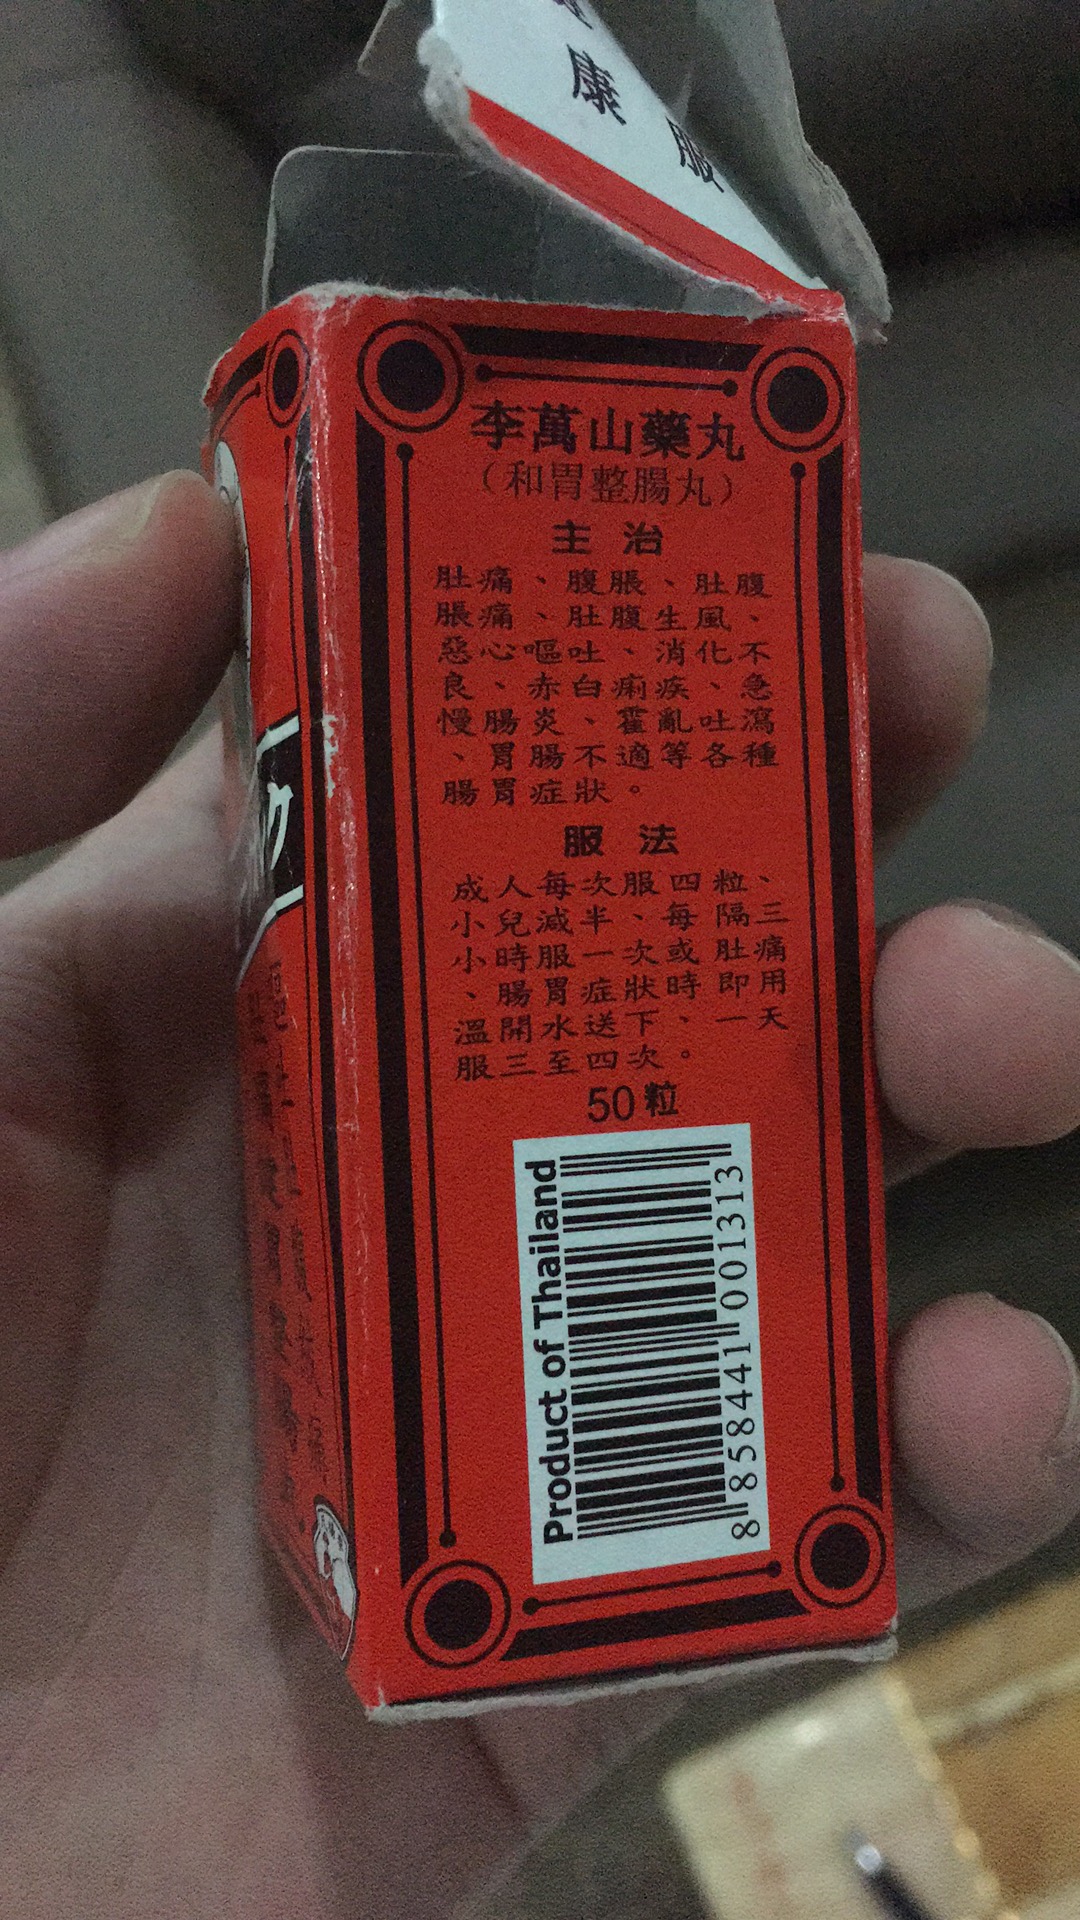 康
服
李萬山藥丸
（和胃整腸丸）
主治
肚痛、腹脹、肚腹
脹痛、肚腹生風、
惡心嘔吐、消化不
良、赤白痢疾、急
慢腸炎、霍亂吐瀉
、胃腸不適等各種
腸胃症狀。
服法
成人每次服四粒、
小兒減半、每隔三
小時服一次或肚痛
、腸胃症狀時即用
溫開水送下、一天
服三至四次。
50粒
Product of Thailand
8 858441 001313